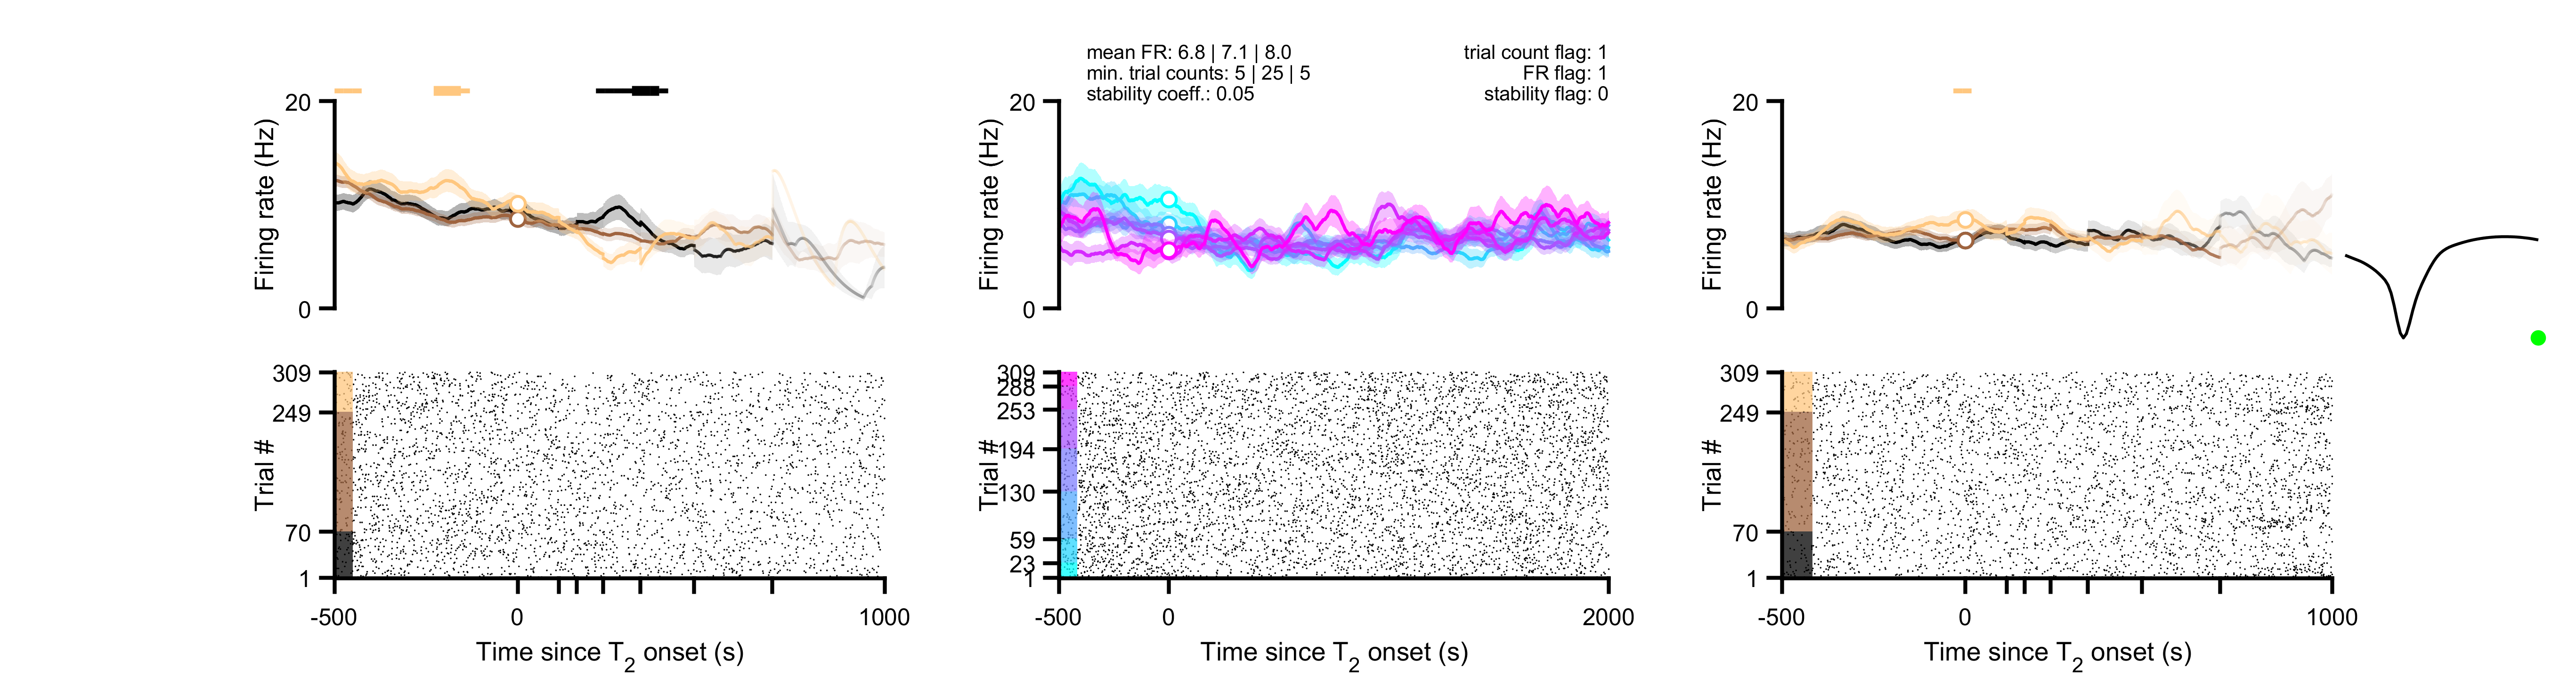 mean FR: 6.8 | 7.1 | 8.0
min. trial counts: 5 | 25 | 5
stability coeff.: 0.05
trial count flag: 1
FR flag: 1
stability flag: 0
20
0
Firing rate (Hz)
20
0
Firing rate (Hz)
20
0
Firing rate (Hz)
309
249
70
1
Trial #
-500
0
1000
Time since T2 onset (s)
309
288
253
194
130
59
23
1
Trial #
-500
0
2000
Time since T2 onset (s)
309
249
70
1
Trial #
-500
0
1000
Time since T2 onset (s)